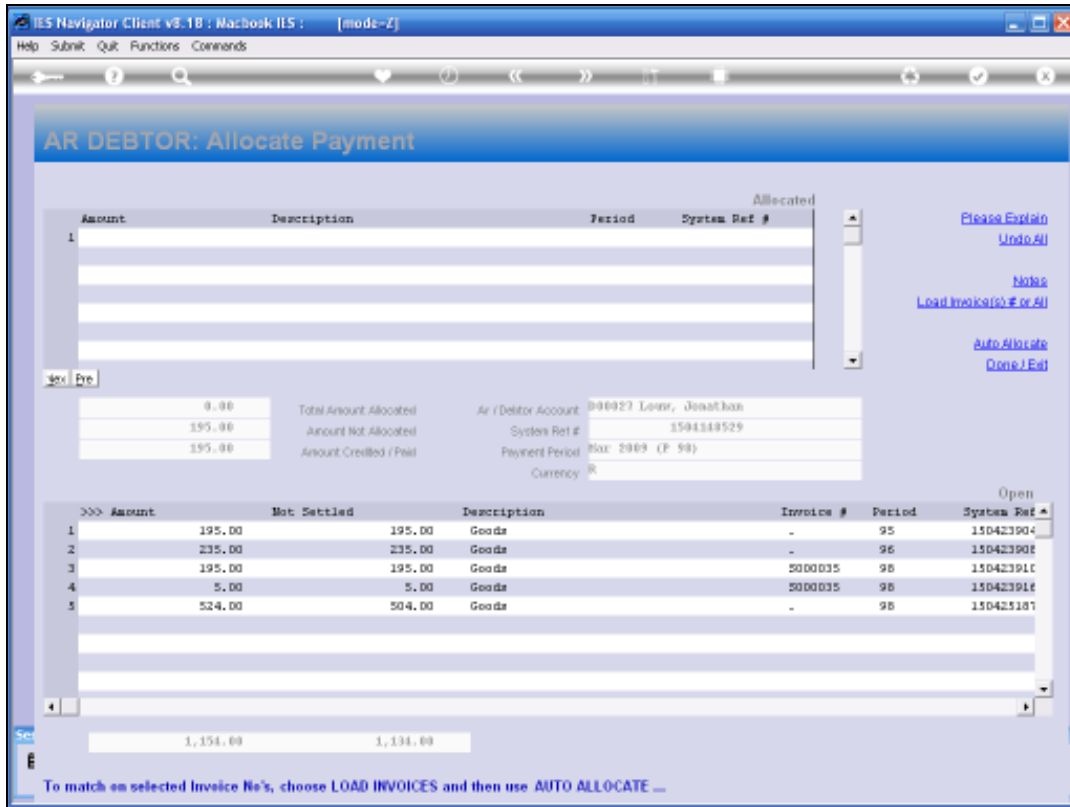 IES Navigator Client v8.18 : Macbook IES : [mode=Z]
Help Submit Quit Functions Commands
AR DEBTOR: Allocate Payment
Allocated
Amount Description Period System Ref #
Please Explain
1
Undo All
Notes
Load Invoice(s) # or All
Auto Allocate
Done / Exit
Nex Pre
0.00 Total Amount Allocated Ar / Debtor Account D00027 Louw, Jonathan
195.00 Amount Not Allocated System Ref # 1504148529
195.00 Amount Credited / Paid Payment Period Mar 2009 (P 98)
Currency R
Open
>>> Amount Not Settled Description Invoice # Period System Ref
1 195.00 195.00 Goods . 95 150423904
2 235.00 235.00 Goods . 96 150423908
3 195.00 195.00 Goods S000035 98
4 5.00 5.00 Goods S000035 98
5 524.00 504.00 Goods . 98 150425187
1,154.00 1,134.00
To match on selected Invoice No's, choose LOAD INVOICES and then use AUTO ALLOCATE ...